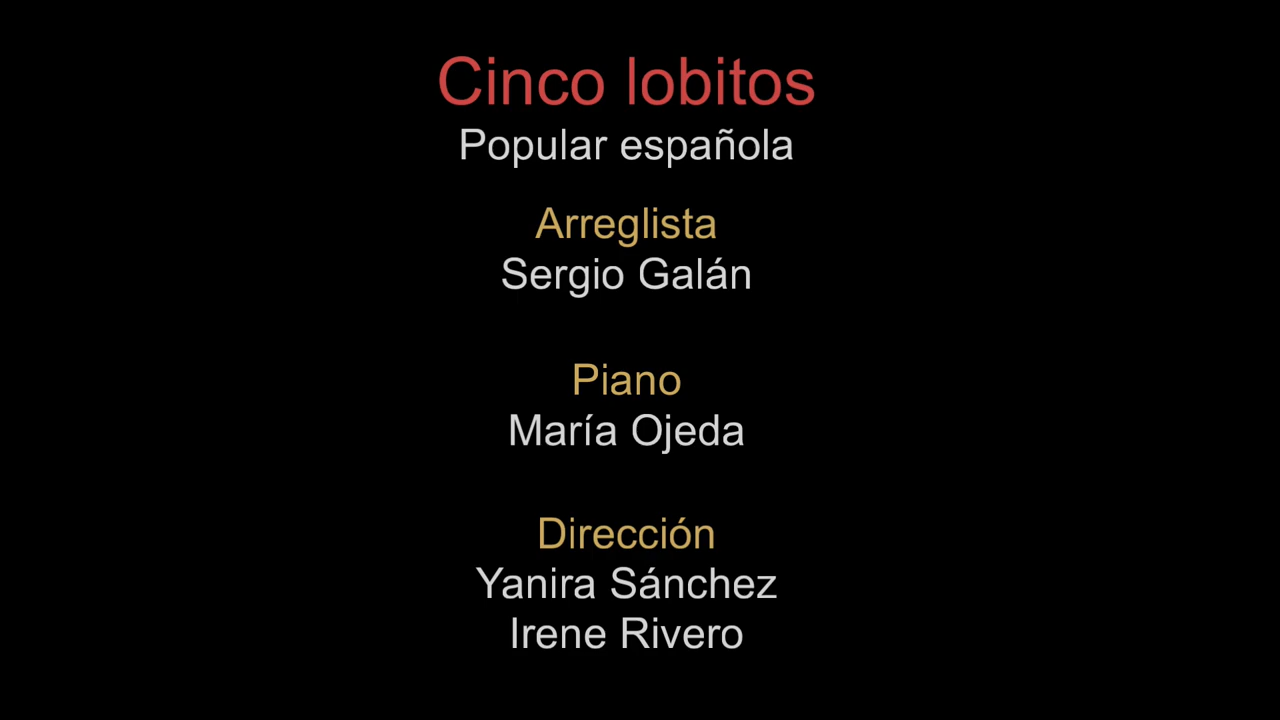 Cinco lobitos
Popular española
Arreglista
Sergio Galán
Piano
María Ojeda
Dirección
Yanira Sánchez
Irene Rivero